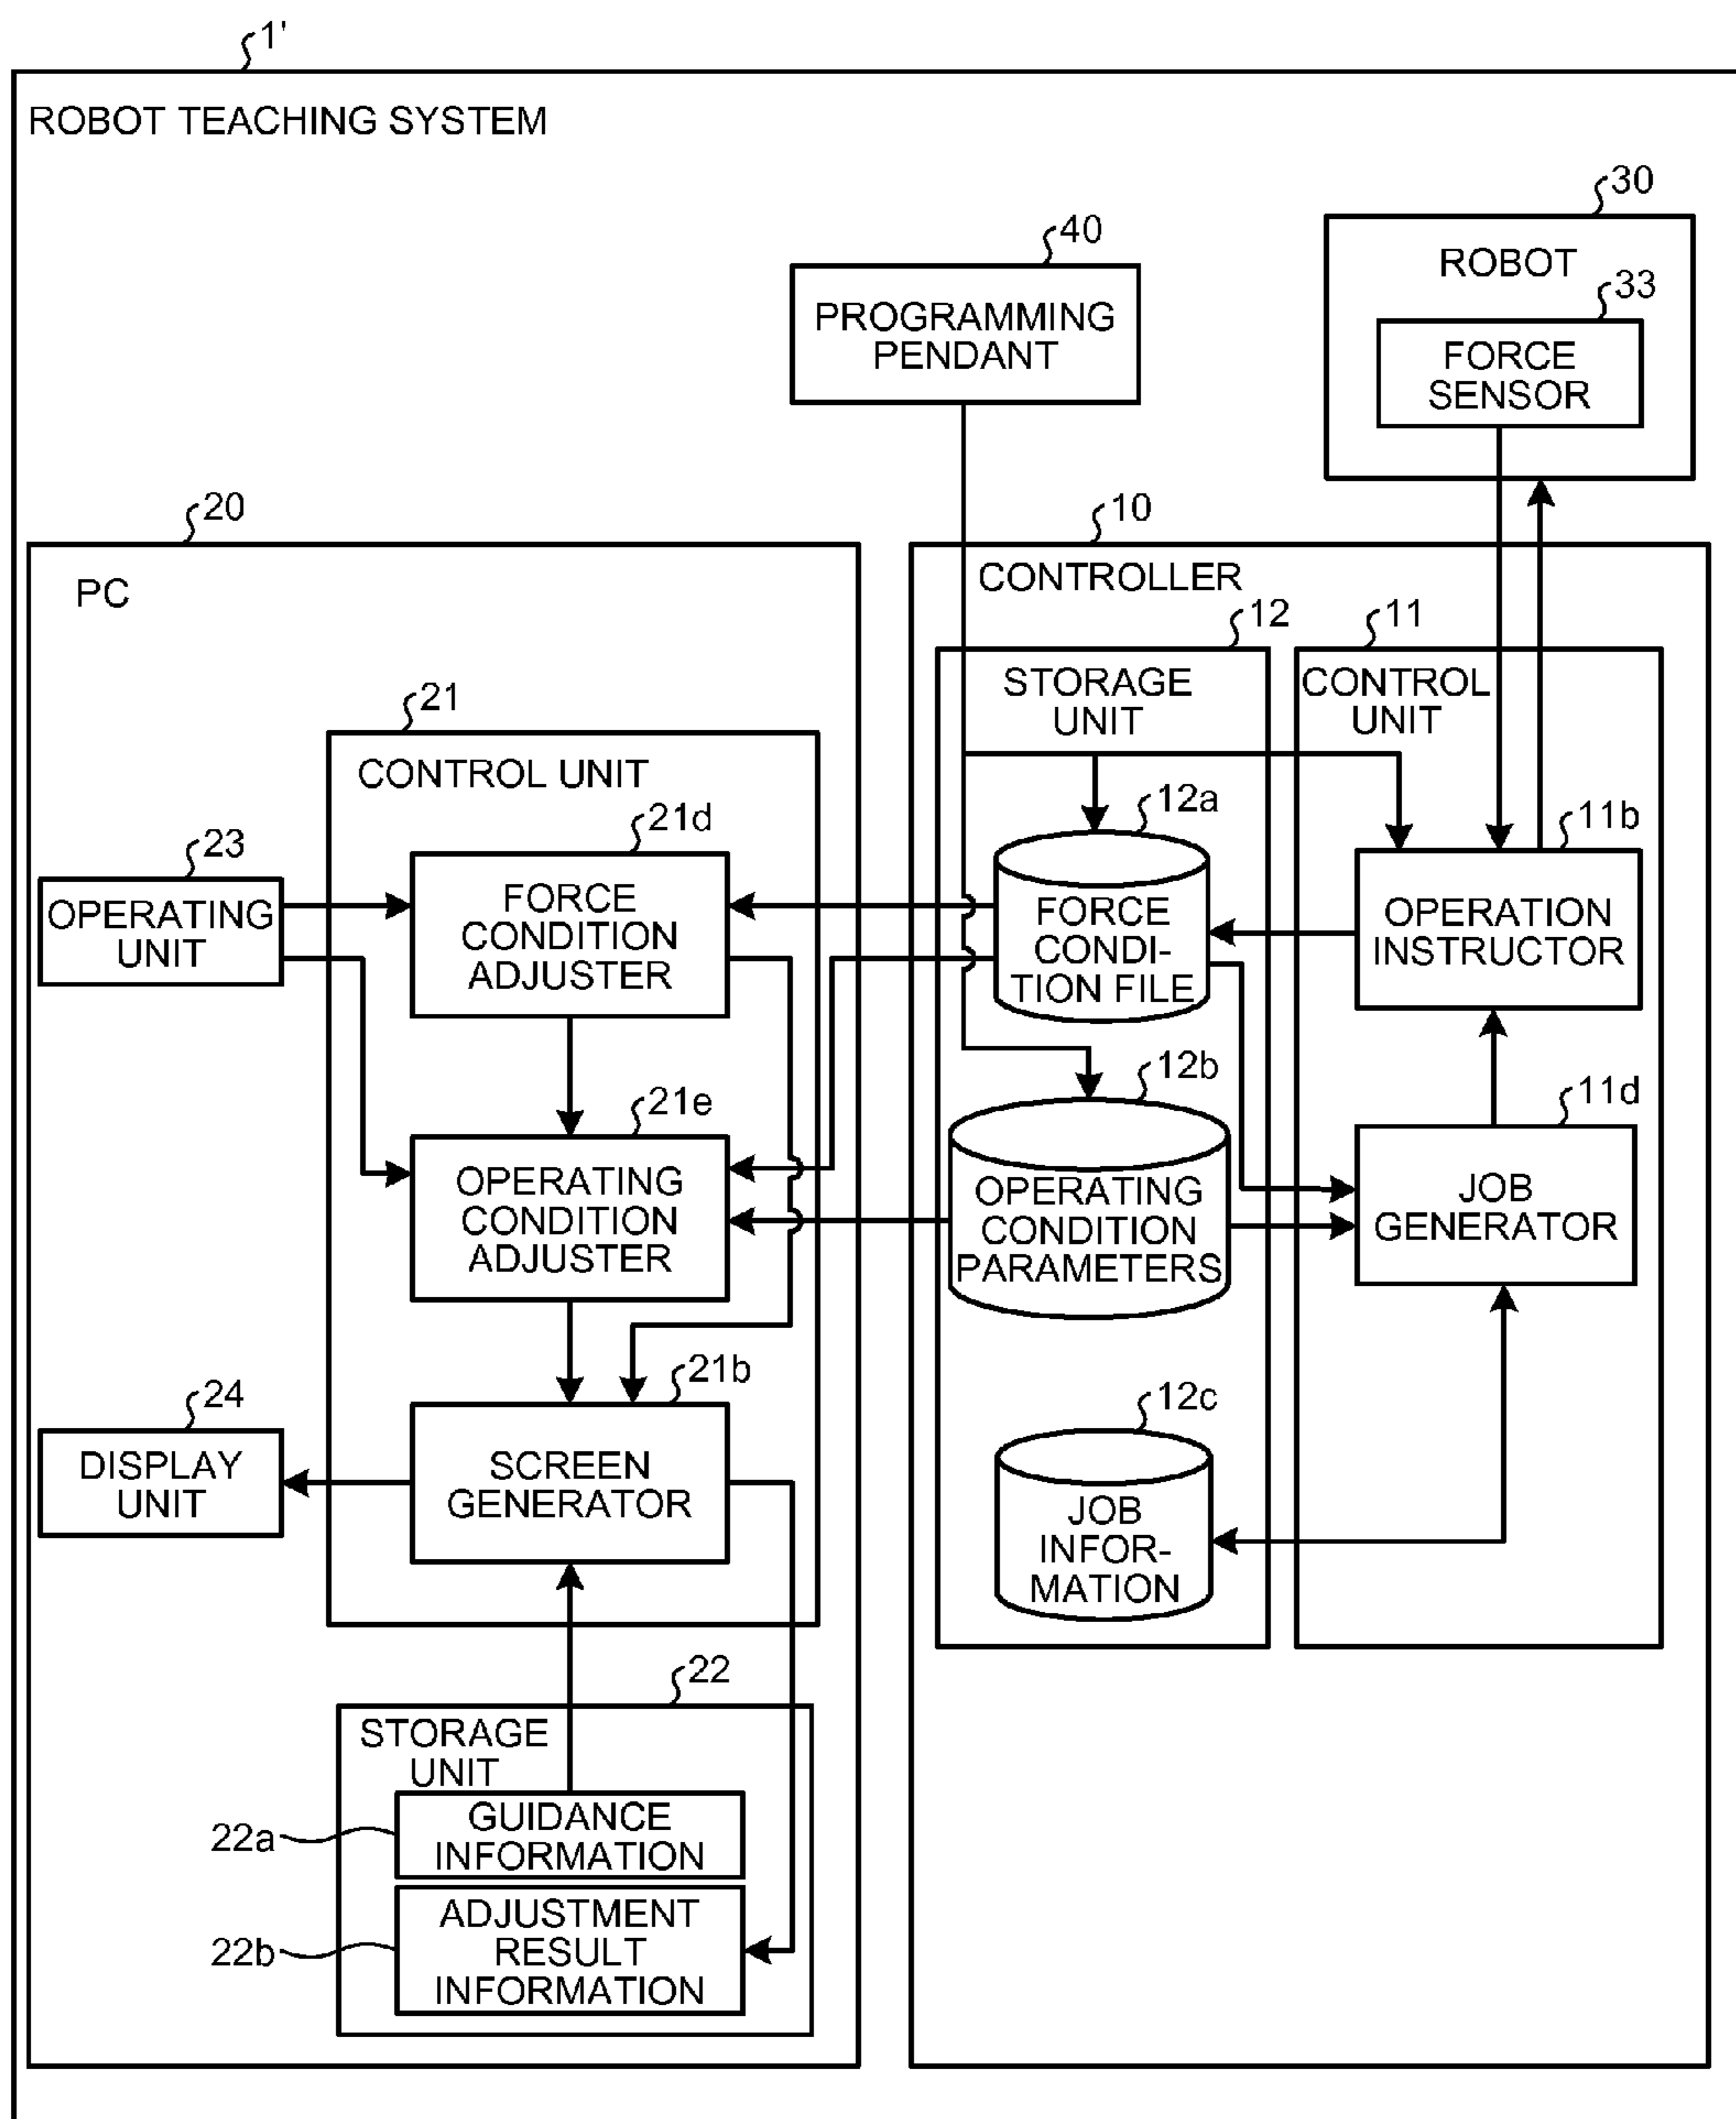 1'
ROBOT TEACHING SYSTEM
30
ROBOT
33
FORCE
SENSOR
40
PROGRAMMING
PENDANT
20
PC
10
CONTROLLER
12
STORAGE
UNIT
11
CONTROL
UNIT
21
CONTROL UNIT
23
OPERATING
UNIT
21d
FORCE
CONDITION
ADJUSTER
12a
FORCE
CONDI-
TION FILE
11b
OPERATION
INSTRUCTOR
21e
OPERATING
CONDITION
ADJUSTER
12b
OPERATING
CONDITION
PARAMETERS
11d
JOB
GENERATOR
24
DISPLAY
UNIT
21b
SCREEN
GENERATOR
12c
JOB
INFOR-
MATION
22
STORAGE
UNIT
22a
GUIDANCE
INFORMATION
22b
ADJUSTMENT
RESULT
INFORMATION